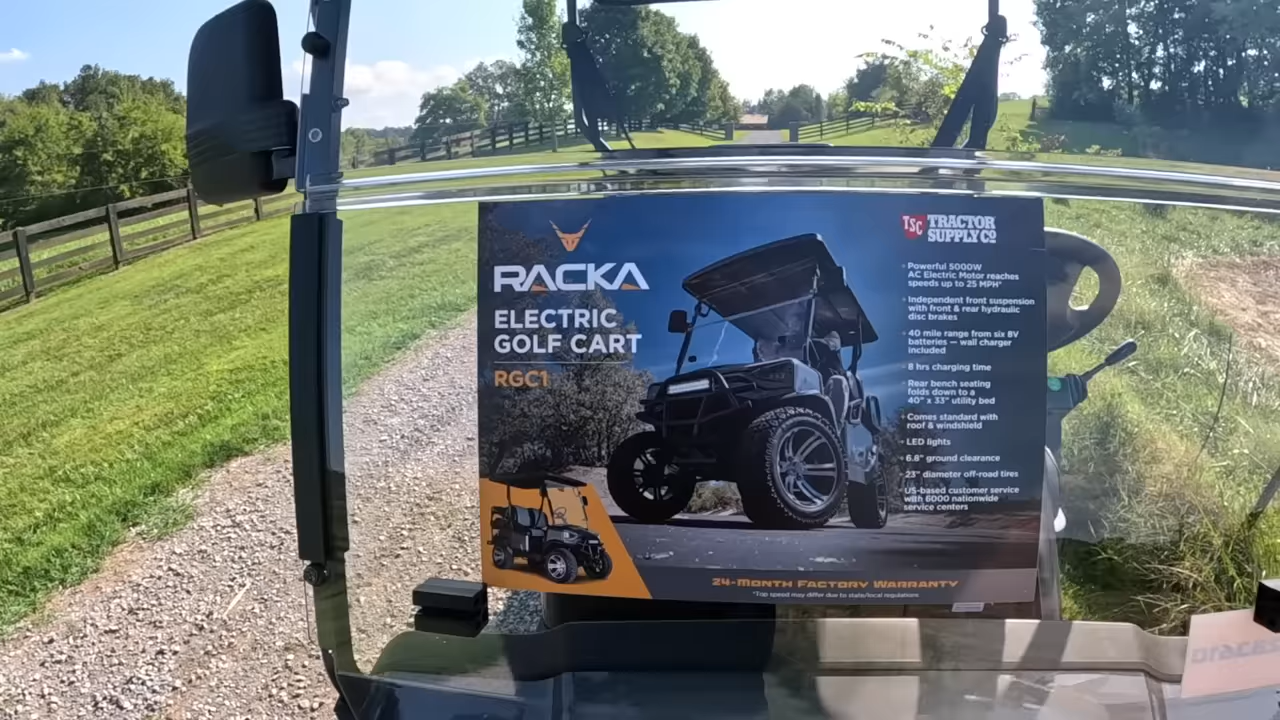 RACKA
ELECTRIC
GOLF CART
RGC1
TSC TRACTOR
SUPPLY CO
Powerful 5000W
AC Electric Motor reaches
speeds up to 25 MPH*
Independent front suspension
with front & rear hydraulic
disc brakes
40 mile range from six 8V
batteries — wall charger
included
8 hrs charging time
Rear bench seating
folds down to a
40" x 33" utility bed
Comes standard with
roof & windshield
LED lights
6.8" ground clearance
23" diameter off-road tires
US-based customer service
with 6000 nationwide
service centers
24-MONTH FACTORY WARRANTY
*Top speed may differ due to state/local regulations.